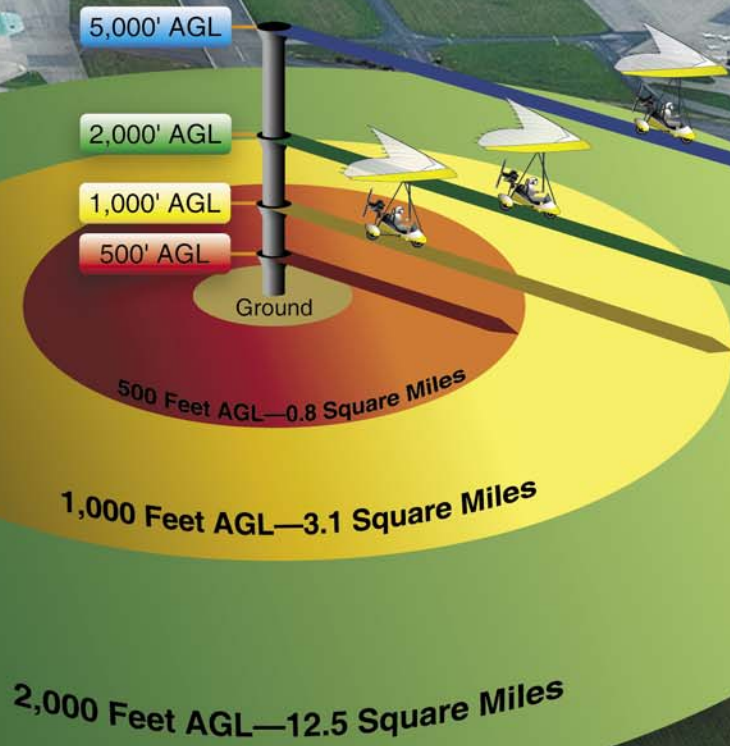 5,000' AGL
2,000' AGL
1,000' AGL
500' AGL
Ground
500 Feet AGL—0.8 Square Miles
1,000 Feet AGL—3.1 Square Miles
2,000 Feet AGL—12.5 Square Miles